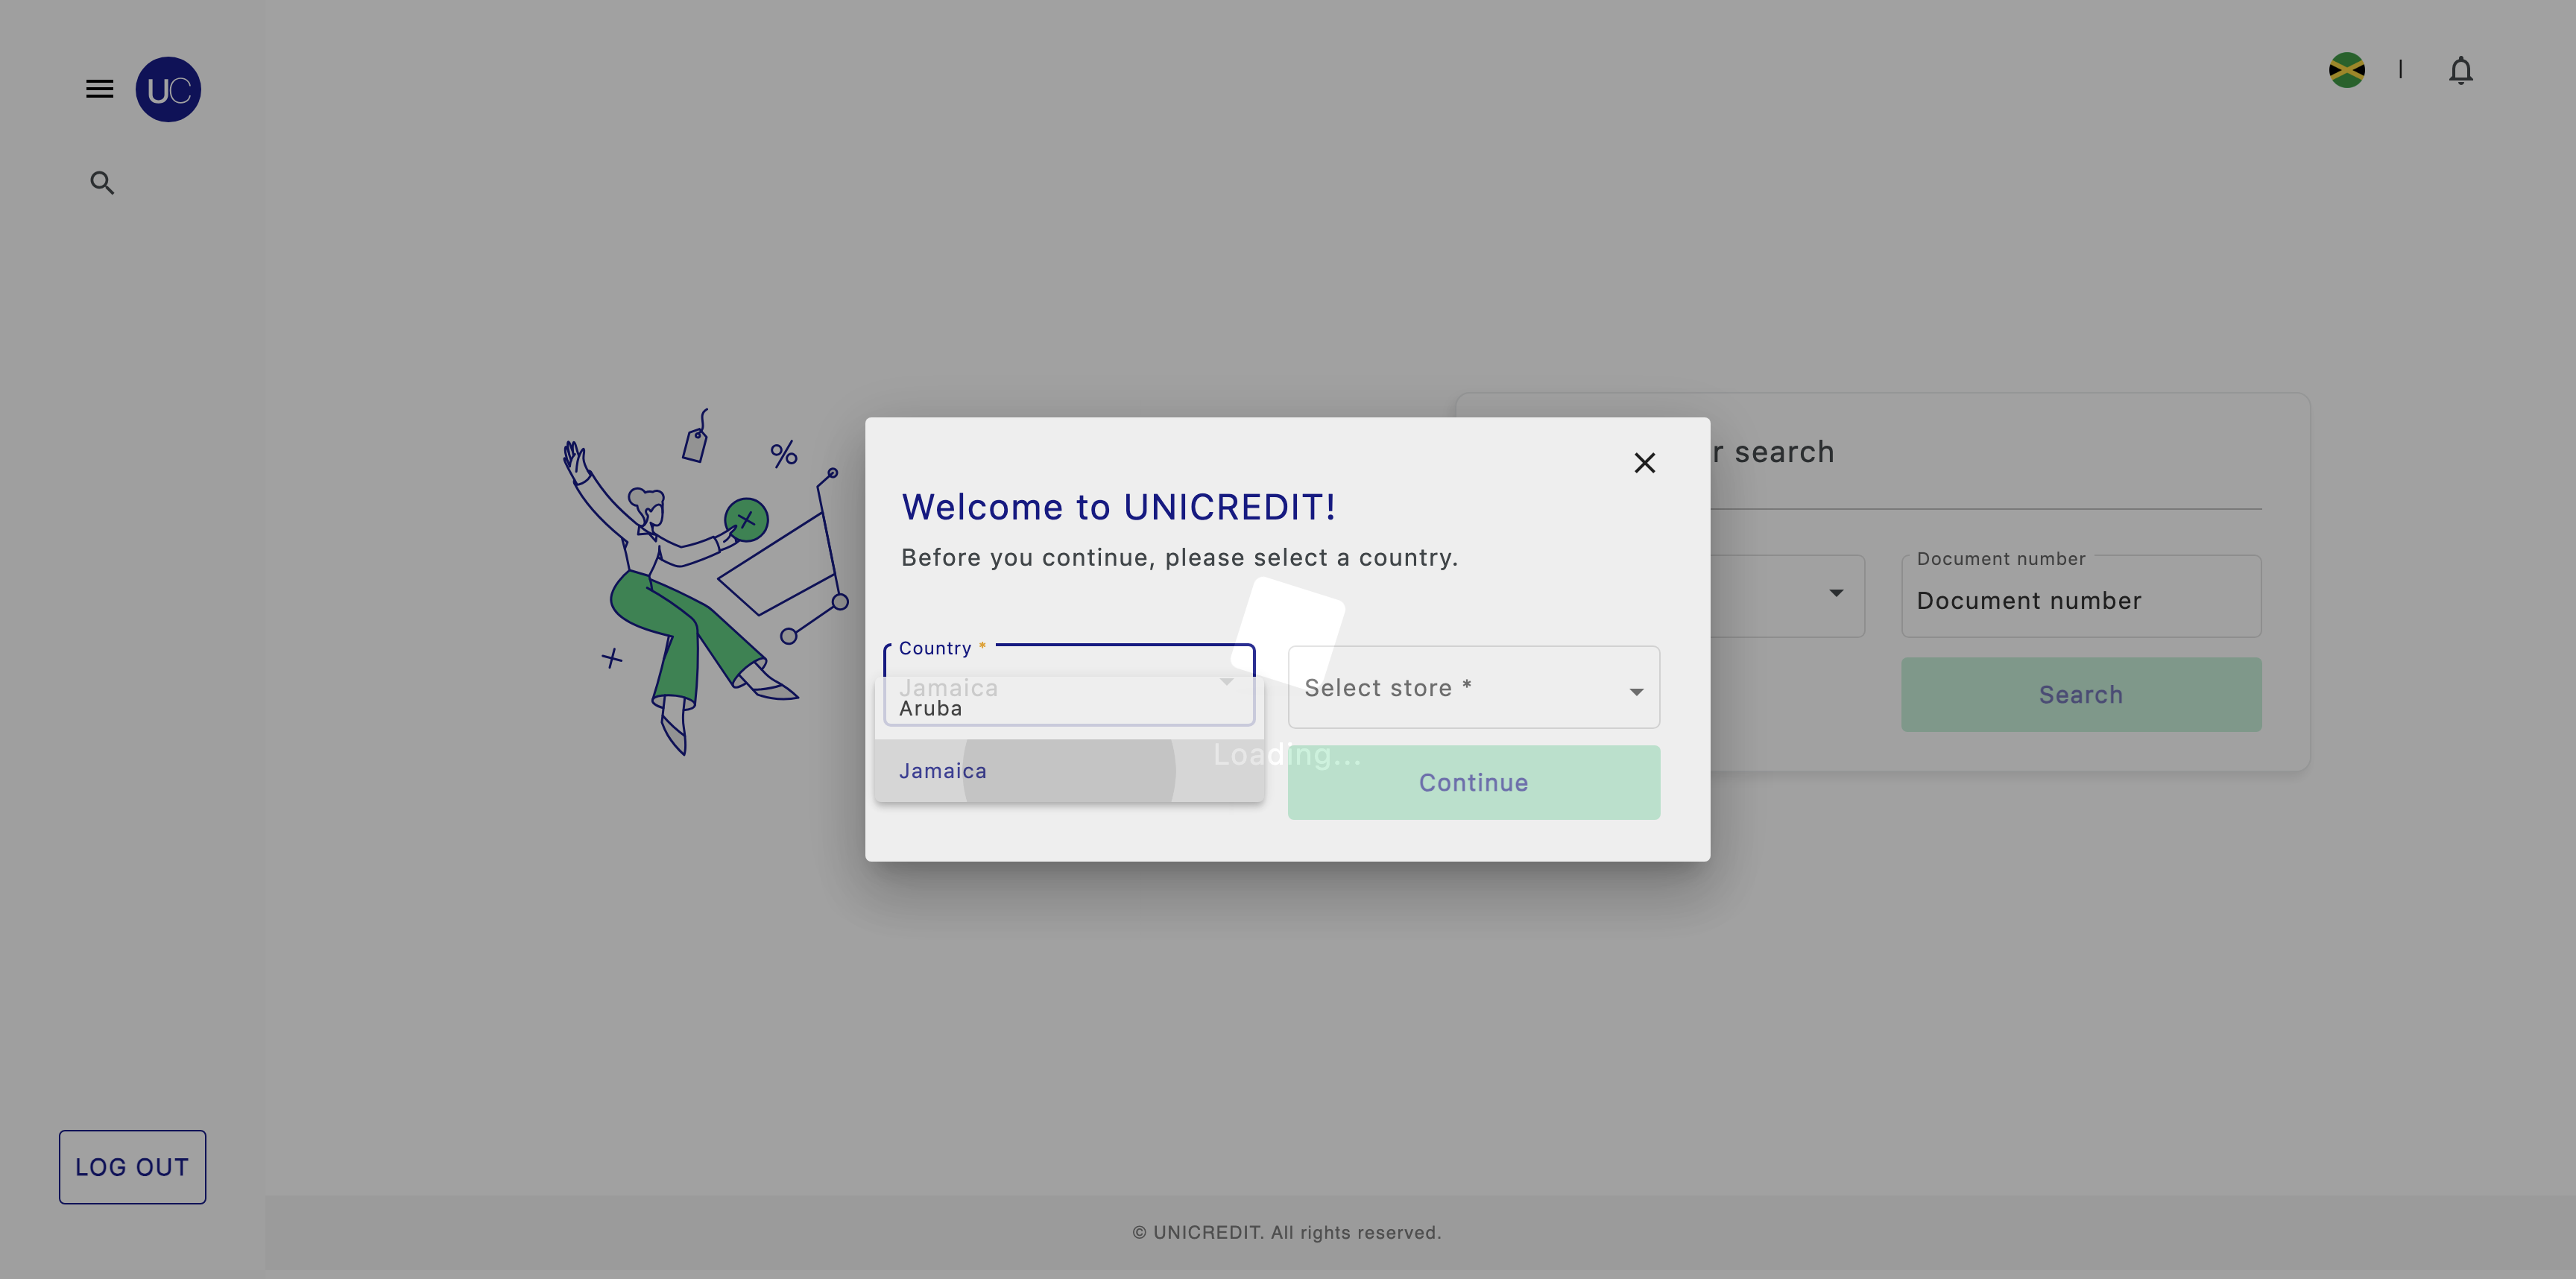 UC
r search
Welcome to UNICREDIT!
Before you continue, please select a country.
Document number
Document number
Country *
Jamaica
Select store *
Aruba
Search
Loading...
Jamaica
Continue
LOG OUT
© UNICREDIT. All rights reserved.